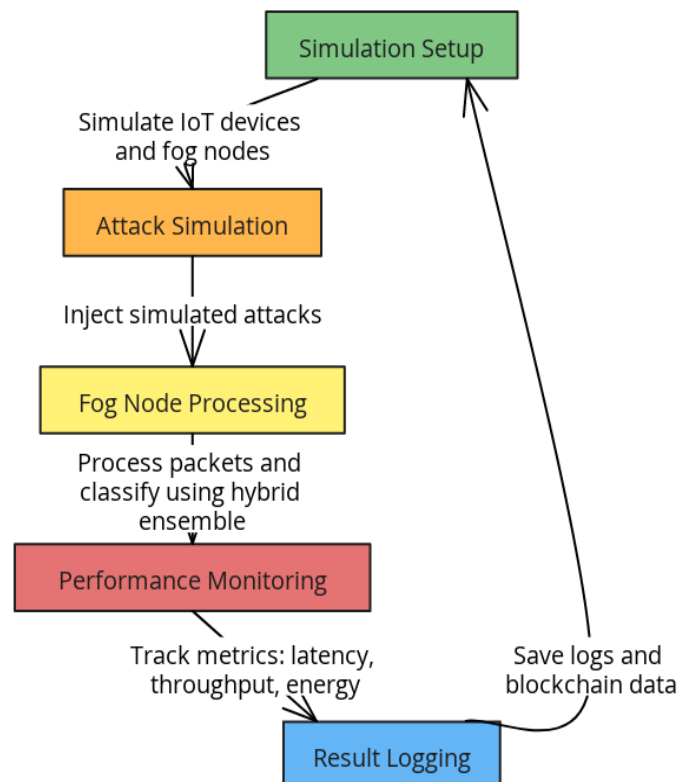 Simulation Setup
Simulate IoT devices
and fog nodes
Attack Simulation
Inject simulated attacks
Fog Node Processing
Process packets and
classify using hybrid
ensemble
Performance Monitoring
Track metrics: latency,
throughput, energy
Save logs and
blockchain data
Result Logging